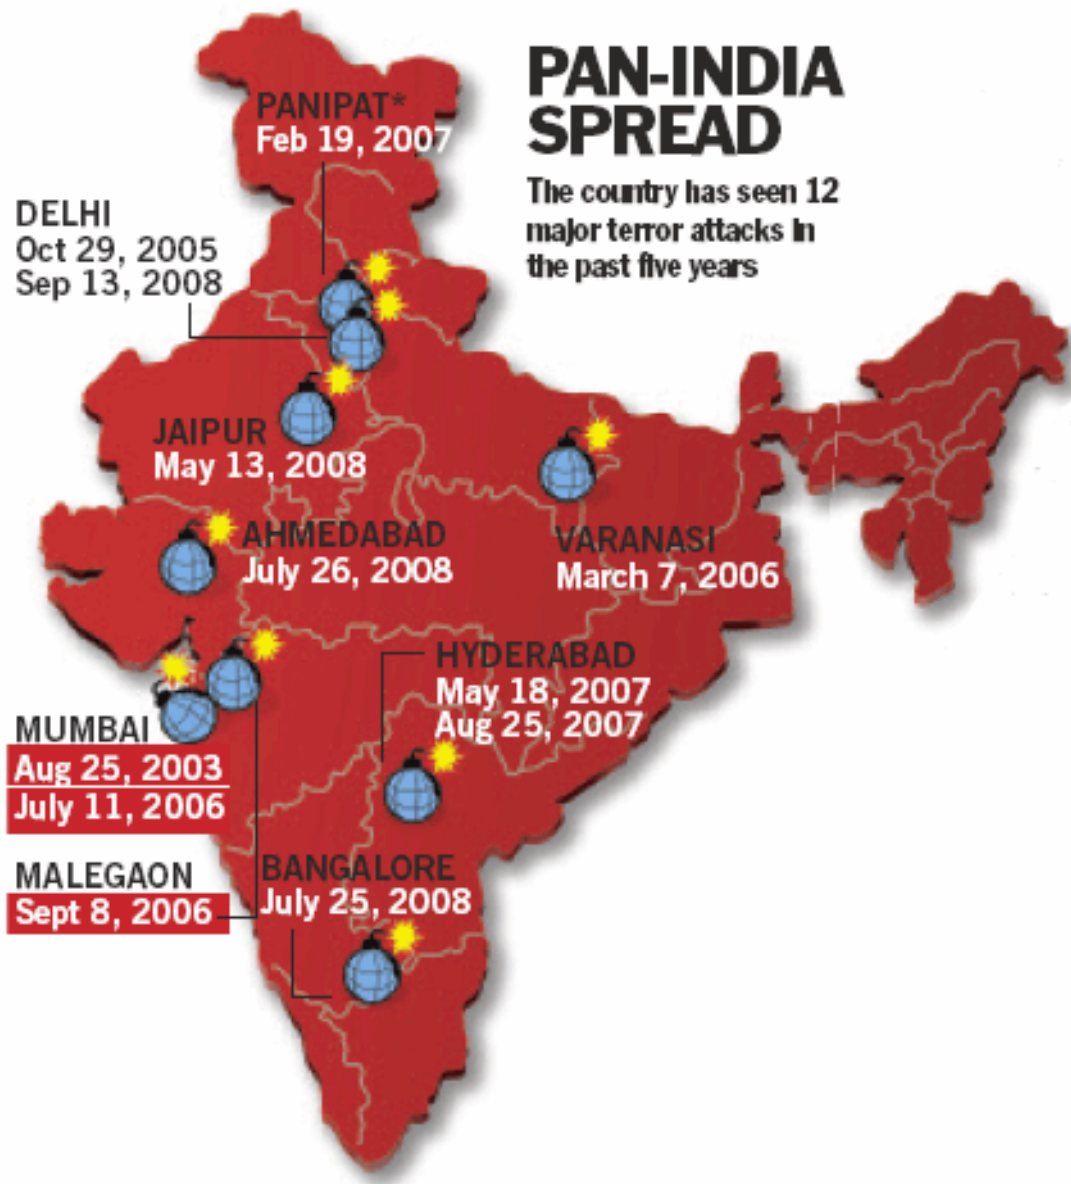 PAN-INDIA
SPREAD
The country has seen 12
major terror attacks in
the past five years
PANIPAT*
Feb 19, 2007
DELHI
Oct 29, 2005
Sep 13, 2008
JAIPUR
May 13, 2008
AHMEDABAD
July 26, 2008
VARANASI
March 7, 2006
HYDERABAD
May 18, 2007
Aug 25, 2007
MUMBAI
Aug 25, 2003
July 11, 2006
MALEGAON
Sept 8, 2006
BANGALORE
July 25, 2008